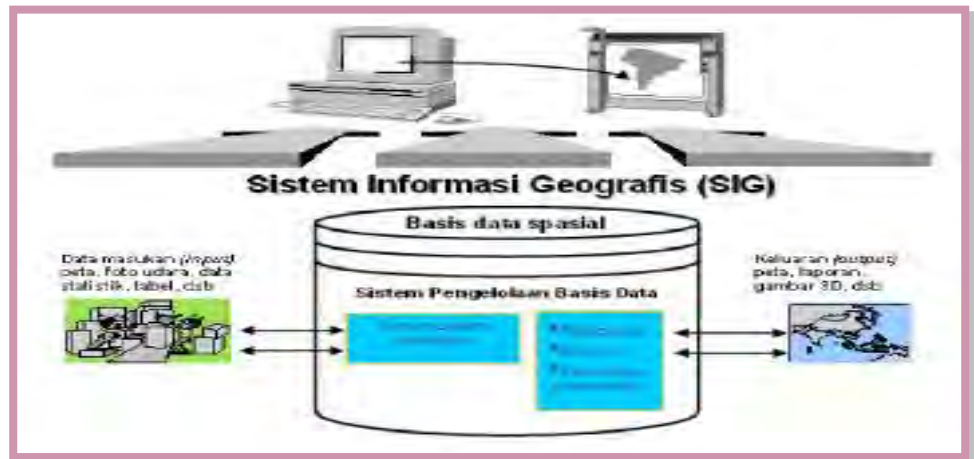 Sistem Informasi Geografis (SIG)
Basis data spasial
Data masukan (input)
peta, foto udara, data
statistik, tabel, dsb
Keluaran (output)
peta, laporan,
gambar 3D, dsb
Sistem Pengelolaan Basis Data